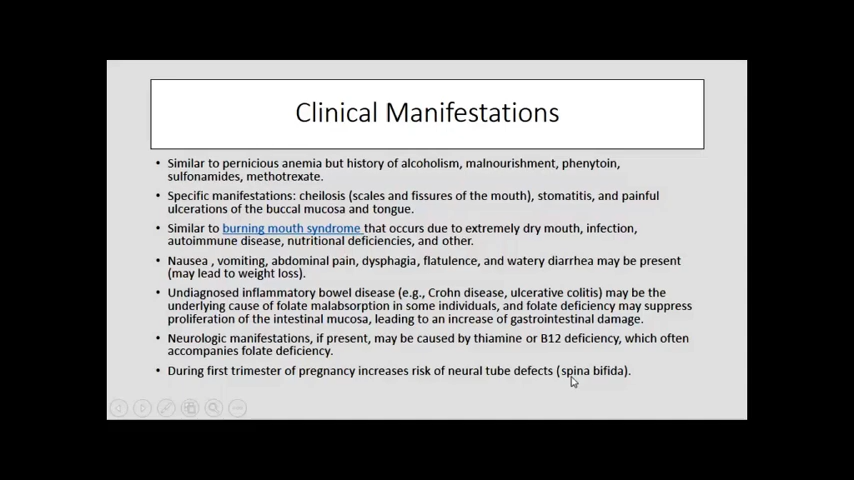 Clinical Manifestations
• Similar to pernicious anemia but history of alcoholism, malnourishment, phenytoin,
sulfonamides, methotrexate.
• Specific manifestations: cheilosis (scales and fissures of the mouth), stomatitis, and painful
ulcerations of the buccal mucosa and tongue.
• Similar to burning mouth syndrome that occurs due to extremely dry mouth, infection,
autoimmune disease, nutritional deficiencies, and other.
• Nausea , vomiting, abdominal pain, dysphagia, flatulence, and watery diarrhea may be present
(may lead to weight loss).
• Undiagnosed inflammatory bowel disease (e.g., Crohn disease, ulcerative colitis) may be the
underlying cause of folate malabsorption in some individuals, and folate deficiency may suppress
proliferation of the intestinal mucosa, leading to an increase of gastrointestinal damage.
• Neurologic manifestations, if present, may be caused by thiamine or B12 deficiency, which often
accompanies folate deficiency.
• During first trimester of pregnancy increases risk of neural tube defects (spina bifida).